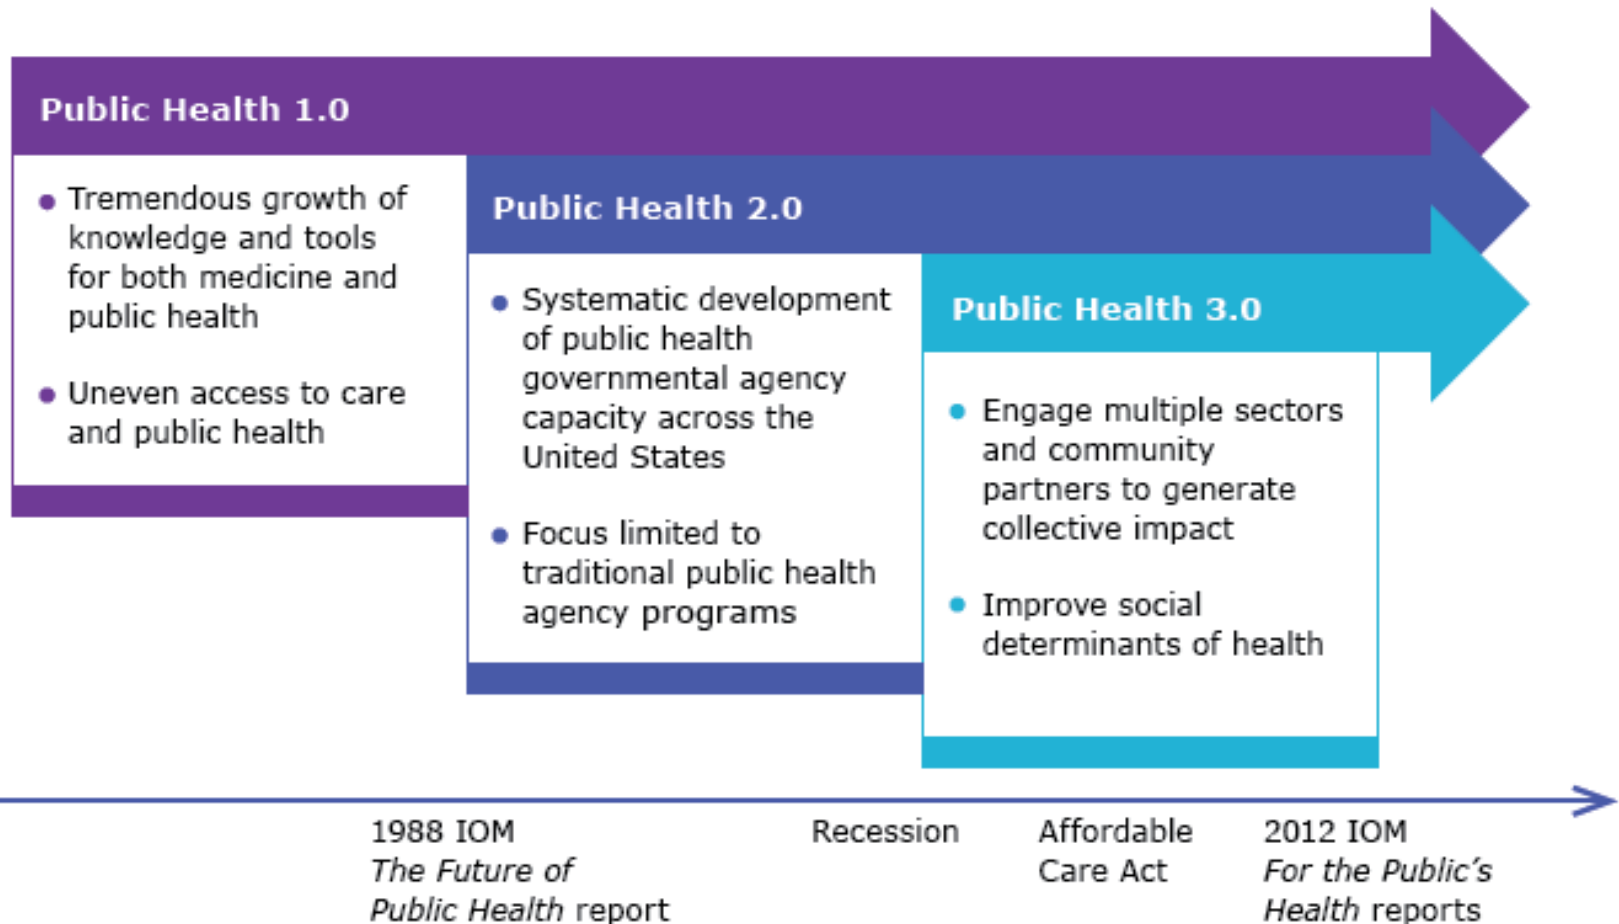 Public Health 1.0
Tremendous growth of
knowledge and tools
for both medicine and
public health
Uneven access to care
and public health
Public Health 2.0
Systematic development
of public health
governmental agency
capacity across the
United States
Focus limited to
traditional public health
agency programs
Public Health 3.0
Engage multiple sectors
and community
partners to generate
collective impact
Improve social
determinants of health
1988 IOM
The Future of
Public Health report
Recession
Affordable
Care Act
2012 IOM
For the Public’s
Health reports